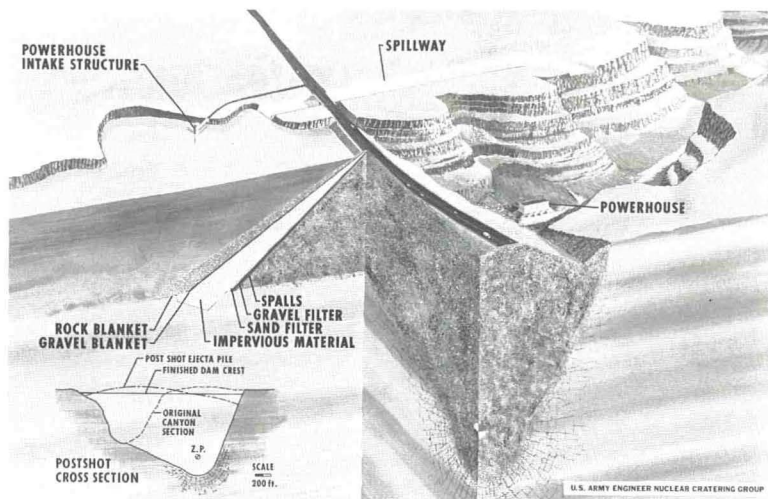 POWERHOUSE
INTAKE STRUCTURE
SPILLWAY
POWERHOUSE
SPALLS
GRAVEL FILTER
SAND FILTER
IMPERVIOUS MATERIAL
ROCK BLANKET
GRAVEL BLANKET
POST SHOT EJECTA PILE
FINISHED DAM CREST
ORIGINAL
CANYON
SECTION
Z.P.
POSTSHOT
CROSS SECTION
SCALE
200 ft.
U.S. ARMY ENGINEER NUCLEAR CRATERING GROUP